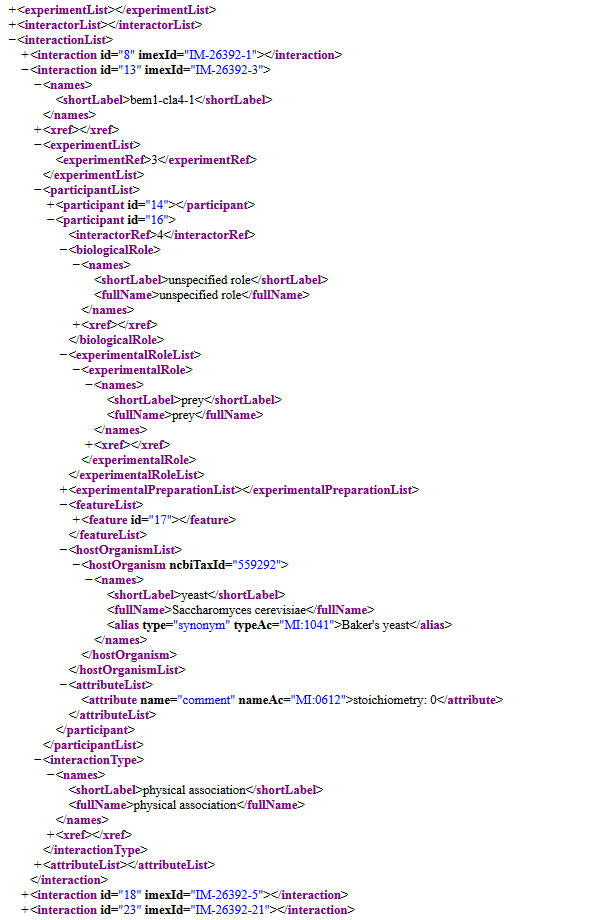 +<experimentList></experimentList>
+<interactorList></interactorList>
−<interactionList>
+<interaction id="8" imexId="IM-26392-1"></interaction>
−<interaction id="13" imexId="IM-26392-3">
−<names>
<shortLabel>bem1-cla4-1</shortLabel>
</names>
+<xref></xref>
−<experimentList>
<experimentRef>3</experimentRef>
</experimentList>
−<participantList>
+<participant id="14"></participant>
−<participant id="16">
<interactorRef>4</interactorRef>
−<biologicalRole>
−<names>
<shortLabel>unspecified role</shortLabel>
<fullName>unspecified role</fullName>
</names>
+<xref></xref>
</biologicalRole>
−<experimentalRoleList>
−<experimentalRole>
−<names>
<shortLabel>prey</shortLabel>
<fullName>prey</fullName>
</names>
+<xref></xref>
</experimentalRole>
</experimentalRoleList>
+<experimentalPreparationList></experimentalPreparationList>
−<featureList>
+<feature id="17"></feature>
</featureList>
−<hostOrganismList>
−<hostOrganism ncbiTaxId="559292">
−<names>
<shortLabel>yeast</shortLabel>
<fullName>Saccharomyces cerevisiae</fullName>
<alias type="synonym" typeAc="MI:1041">Baker's yeast</alias>
</names>
</hostOrganism>
</hostOrganismList>
−<attributeList>
<attribute name="comment" nameAc="MI:0612">stoichiometry: 0</attribute>
</attributeList>
</participant>
</participantList>
−<interactionType>
−<names>
<shortLabel>physical association</shortLabel>
<fullName>physical association</fullName>
</names>
+<xref></xref>
</interactionType>
+<attributeList></attributeList>
</interaction>
+<interaction id="18" imexId="IM-26392-5"></interaction>
+<interaction id="23" imexId="IM-26392-21"></interaction>